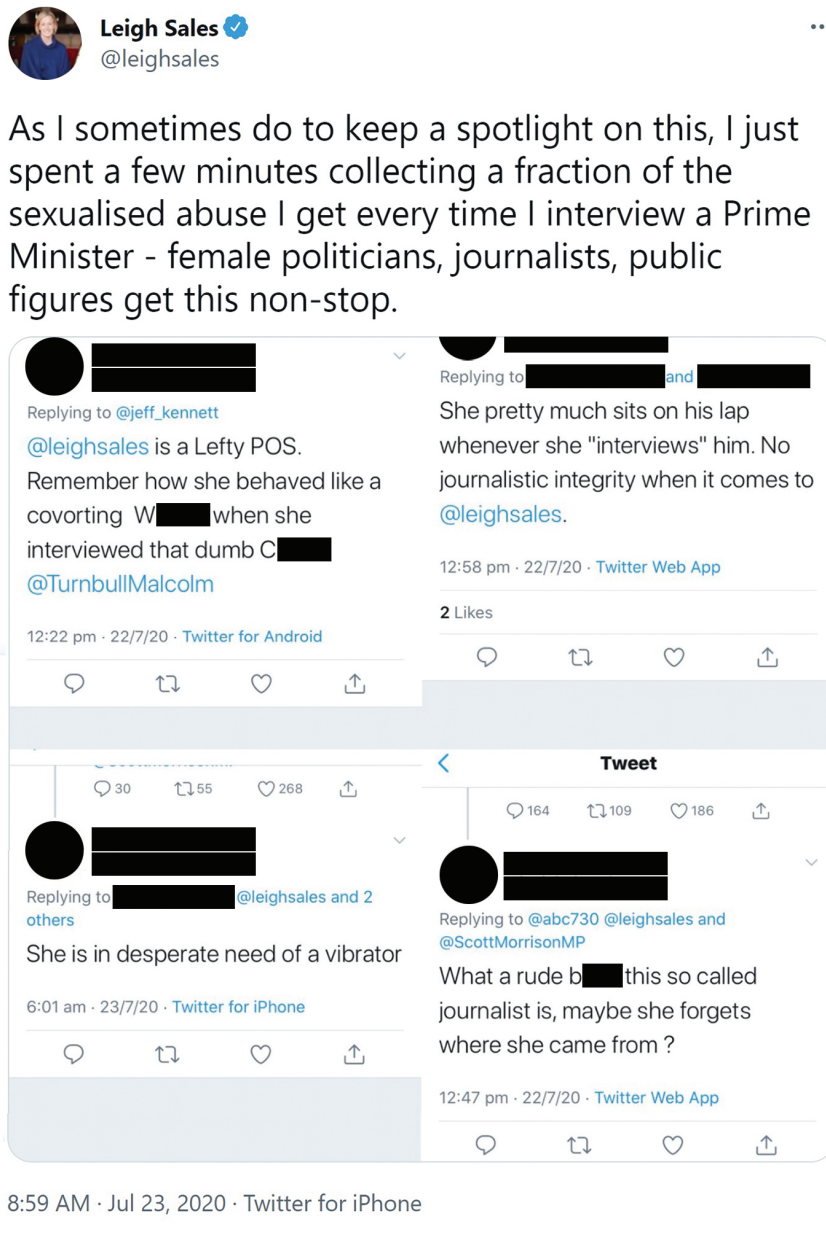 Leigh Sales
@leighsales
As I sometimes do to keep a spotlight on this, I just
spent a few minutes collecting a fraction of the
sexualised abuse I get every time I interview a Prime
Minister - female politicians, journalists, public
figures get this non-stop.
Replying to @jeff_kennett
@leighsales is a Lefty POS.
Remember how she behaved like a
covorting W when she
interviewed that dumb C
@TurnbullMalcolm
12:22 pm · 22/7/20 · Twitter for Android
Replying to and
She pretty much sits on his lap
whenever she "interviews" him. No
journalistic integrity when it comes to
@leighsales.
12:58 pm · 22/7/20 · Twitter Web App
2 Likes
30 55 268
Replying to @leighsales and 2
others
She is in desperate need of a vibrator
6:01 am · 23/7/20 · Twitter for iPhone
Tweet
164 109 186
Replying to @abc730 @leighsales and
@ScottMorrisonMP
What a rude b this so called
journalist is, maybe she forgets
where she came from ?
12:47 pm · 22/7/20 · Twitter Web App
8:59 AM · Jul 23, 2020 · Twitter for iPhone